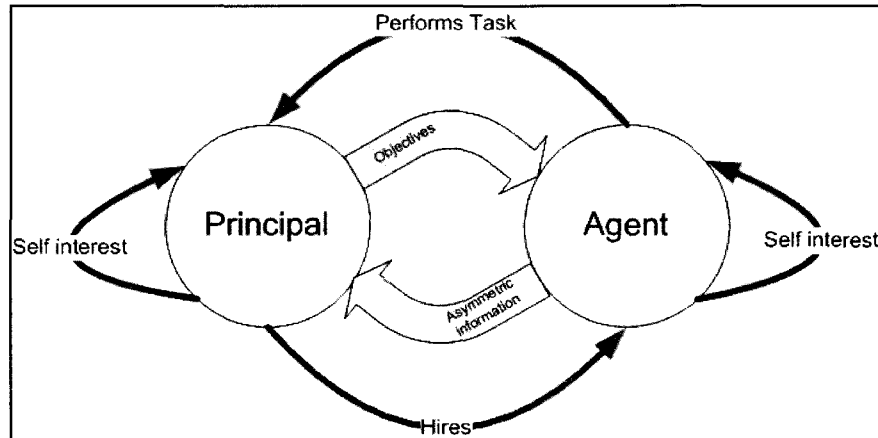 Performs Task
Objectives
Principal
Agent
Self interest
Self interest
Asymmetric
information
Hires